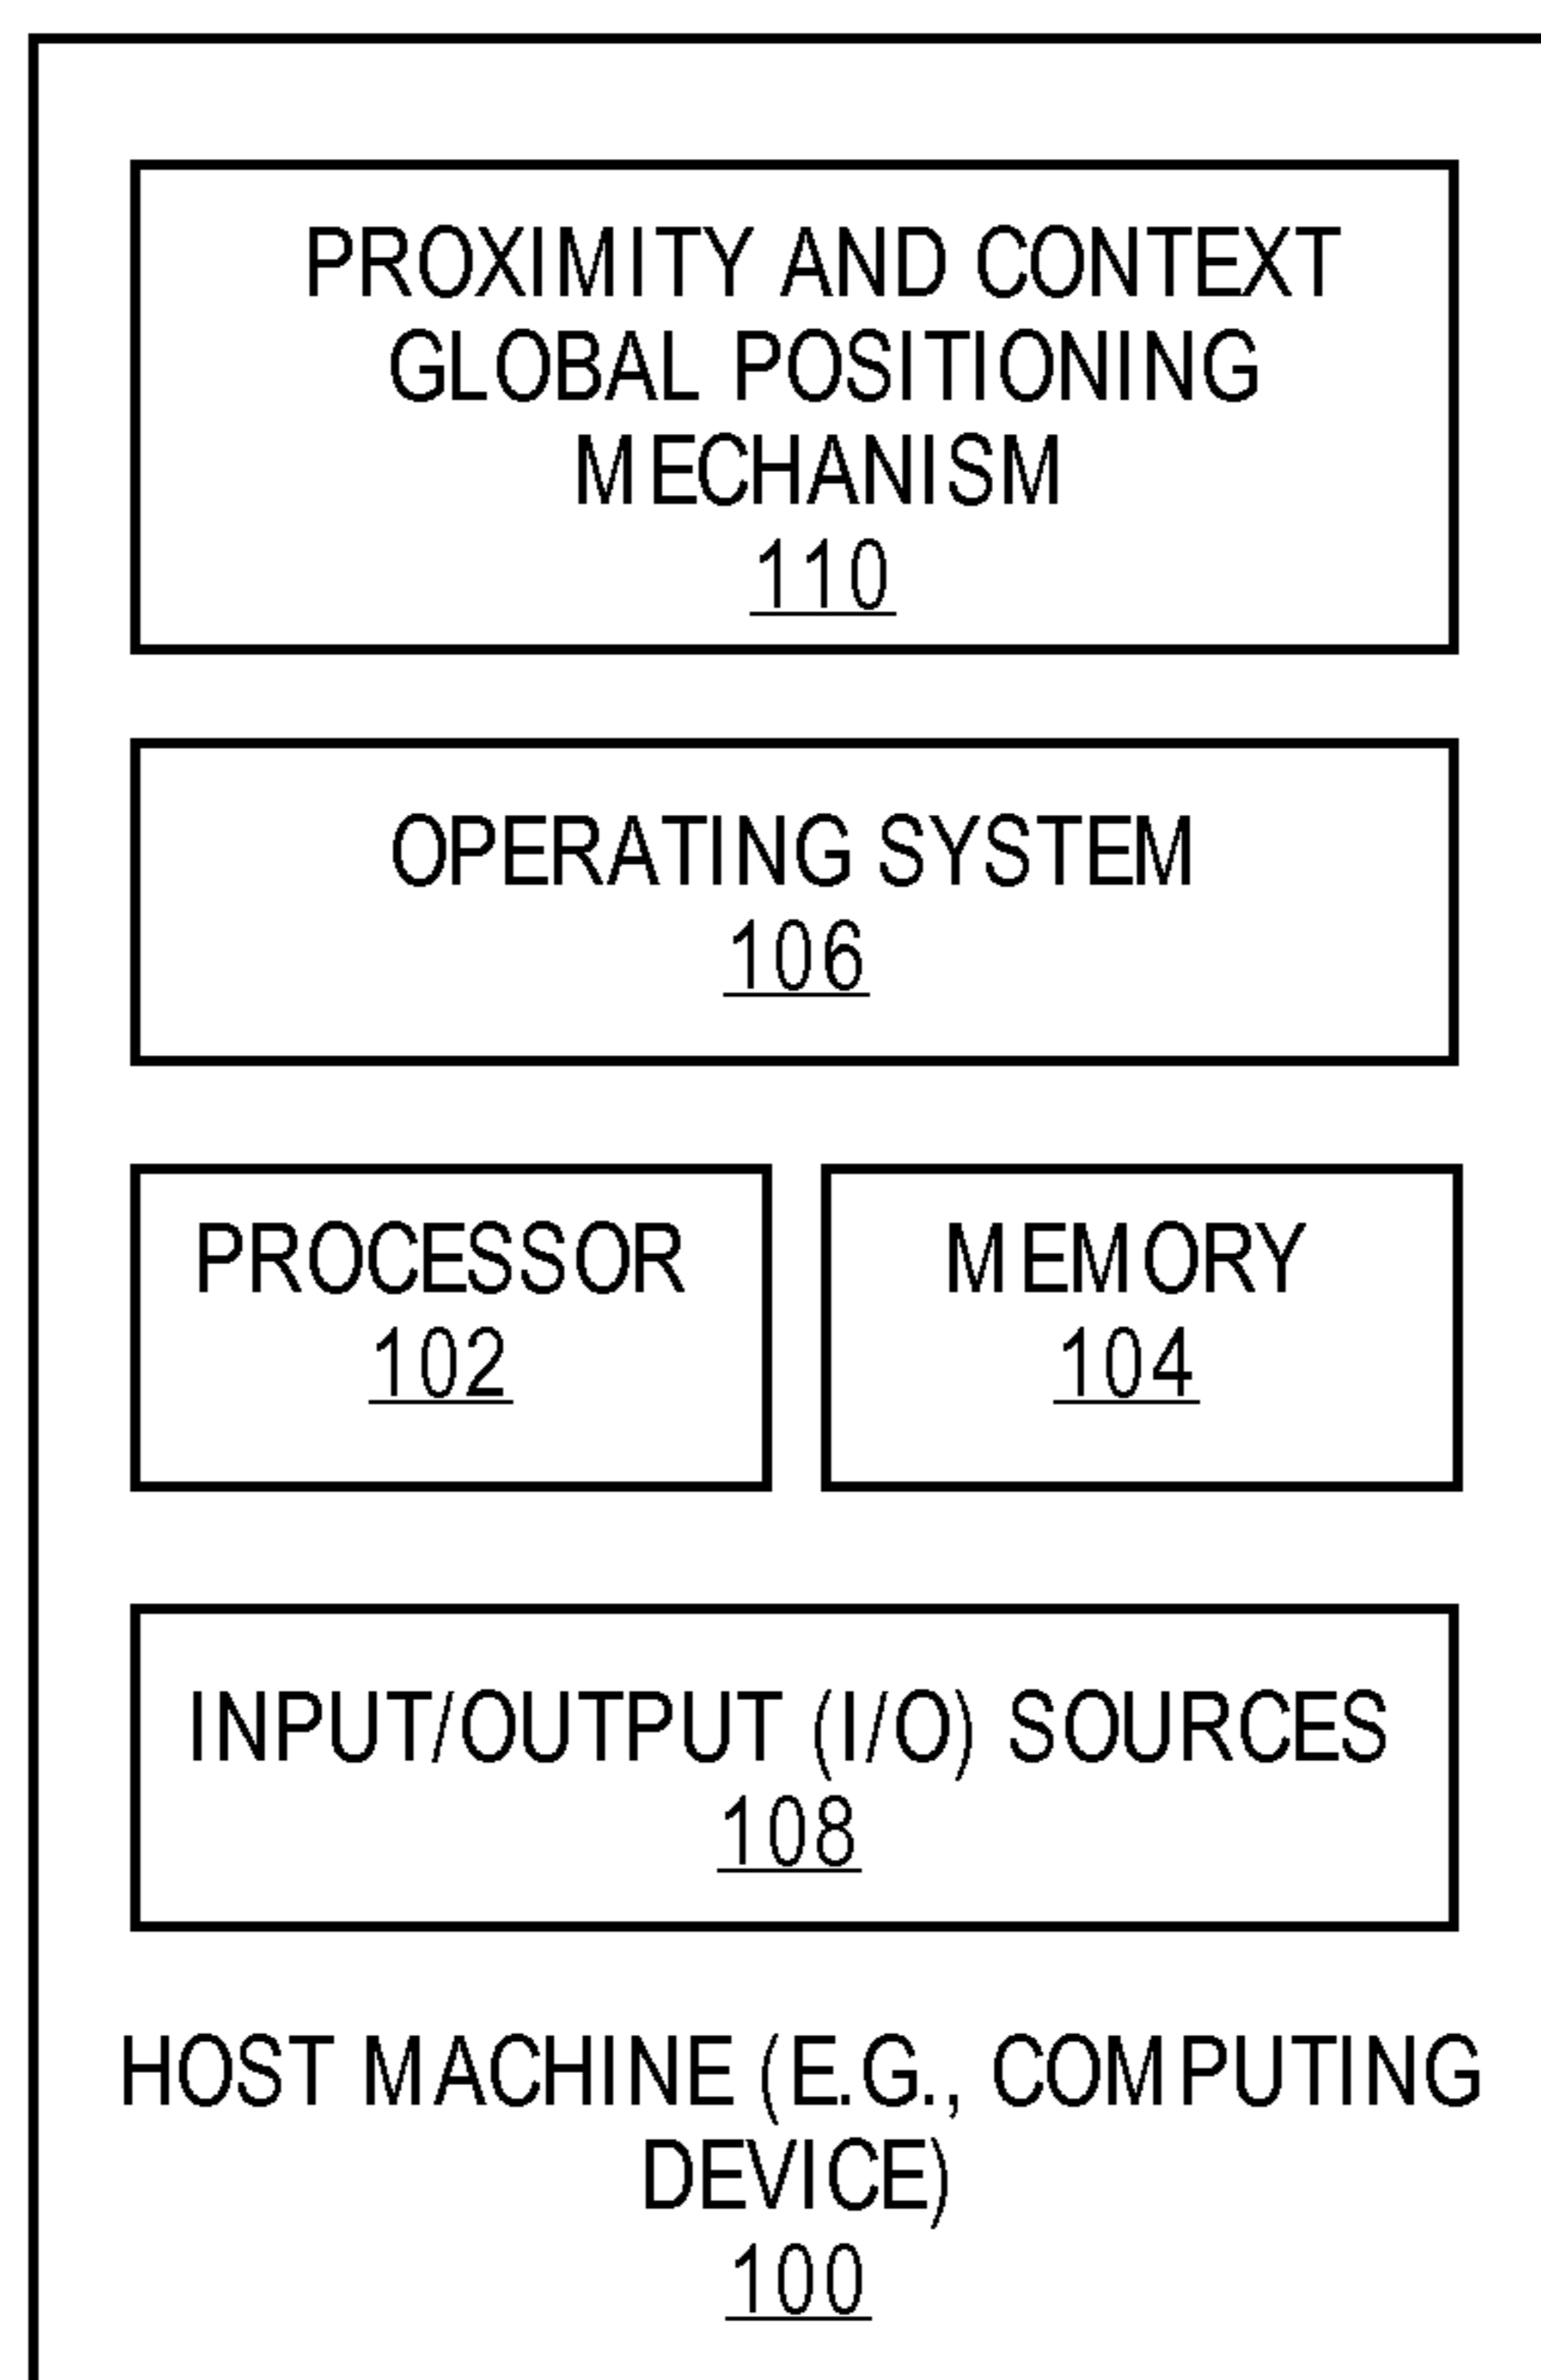 PROXIMITY AND CONTEXT
GLOBAL POSITIONING
MECHANISM
110
OPERATING SYSTEM
106
PROCESSOR
102
MEMORY
104
INPUT/OUTPUT (I/O) SOURCES
108
HOST MACHINE (E.G., COMPUTING
DEVICE)
100